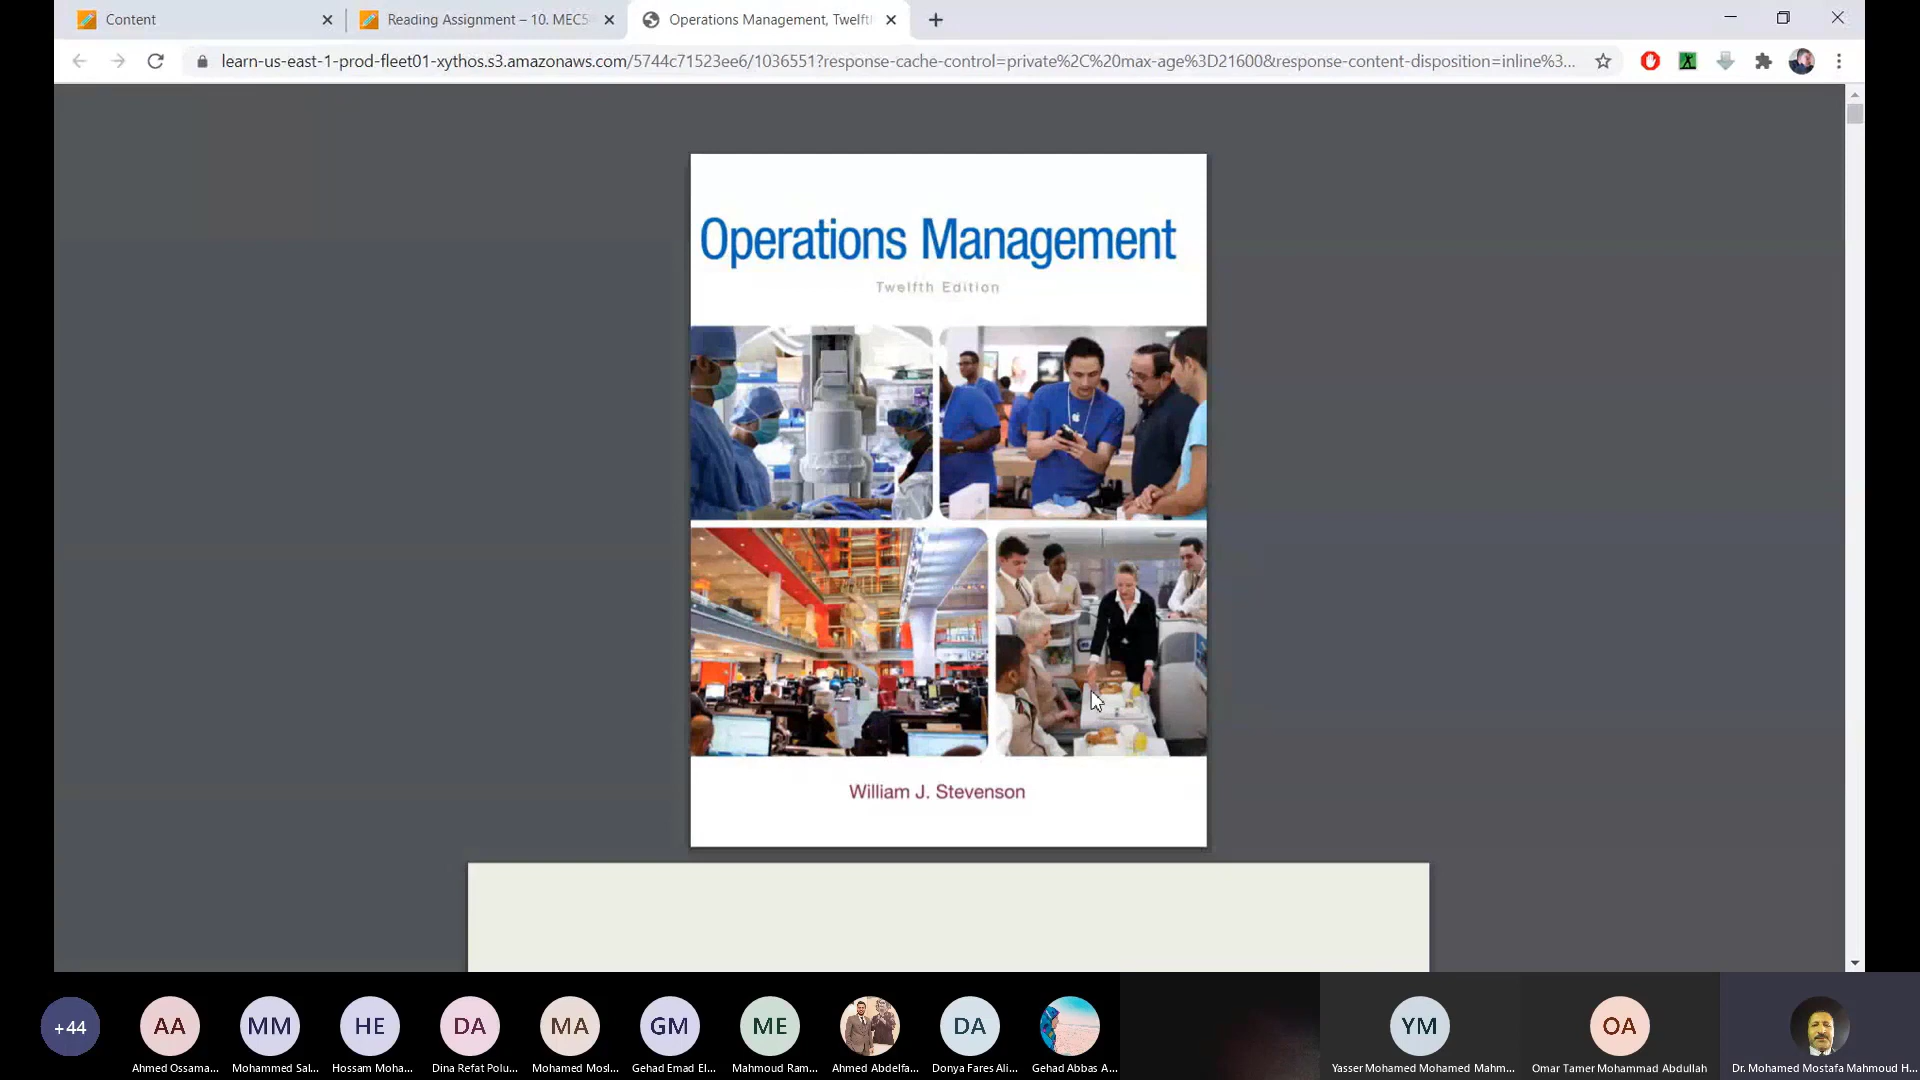 Content
Reading Assignment – 10. MEC5
Operations Management, Twelft
learn-us-east-1-prod-fleet01-xythos.s3.amazonaws.com/5744c71523ee6/1036551?response-cache-control=private%2C%20max-age%3D21600&response-content-disposition=inline%3...
Operations Management
Twelfth Edition
William J. Stevenson
+44
AA
MM
HE
DA
MA
GM
ME
DA
YM
OA
Ahmed Ossama...
Mohammed Sal...
Hossam Moha...
Dina Refat Polu...
Mohamed Mosl...
Gehad Emad El...
Mahmoud Ram...
Ahmed Abdelfa...
Donya Fares Ali...
Gehad Abbas A...
Yasser Mohamed Mohamed Mahm...
Omar Tamer Mohammad Abdullah
Dr. Mohamed Mostafa Mahmoud H...